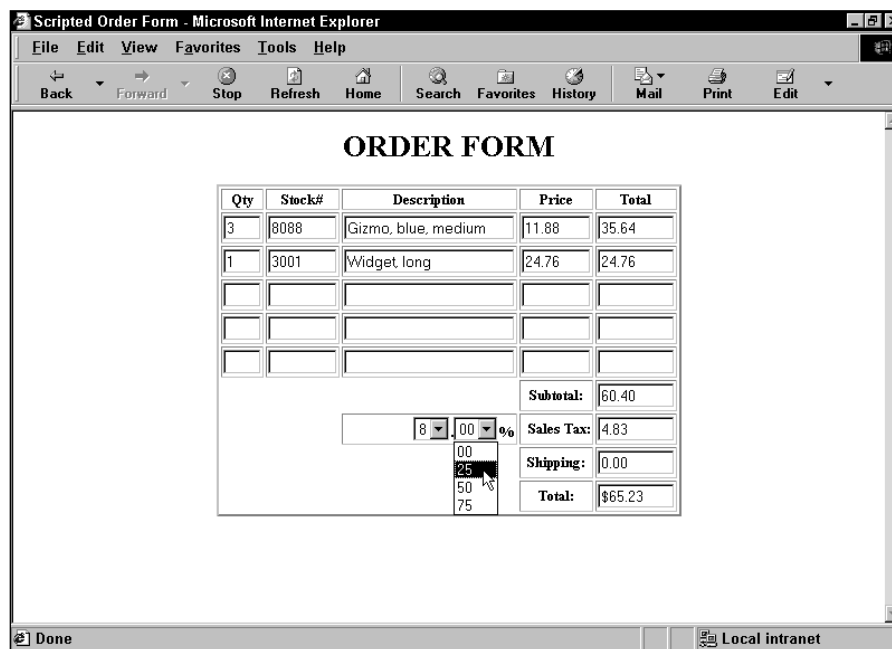 Scripted Order Form - Microsoft Internet Explorer
File Edit View Favorites Tools Help
Back Forward Stop Refresh Home Search Favorites History Mail Print Edit
ORDER FORM
Qty Stock# Description Price Total
3 8088 Gizmo, blue, medium 11.88 35.64
1 3001 Widget, long 24.76 24.76
Subtotal: 60.40
8 . 00 % Sales Tax: 4.83
00
25 Shipping: 0.00
50 Total: $65.23
75
Done Local intranet